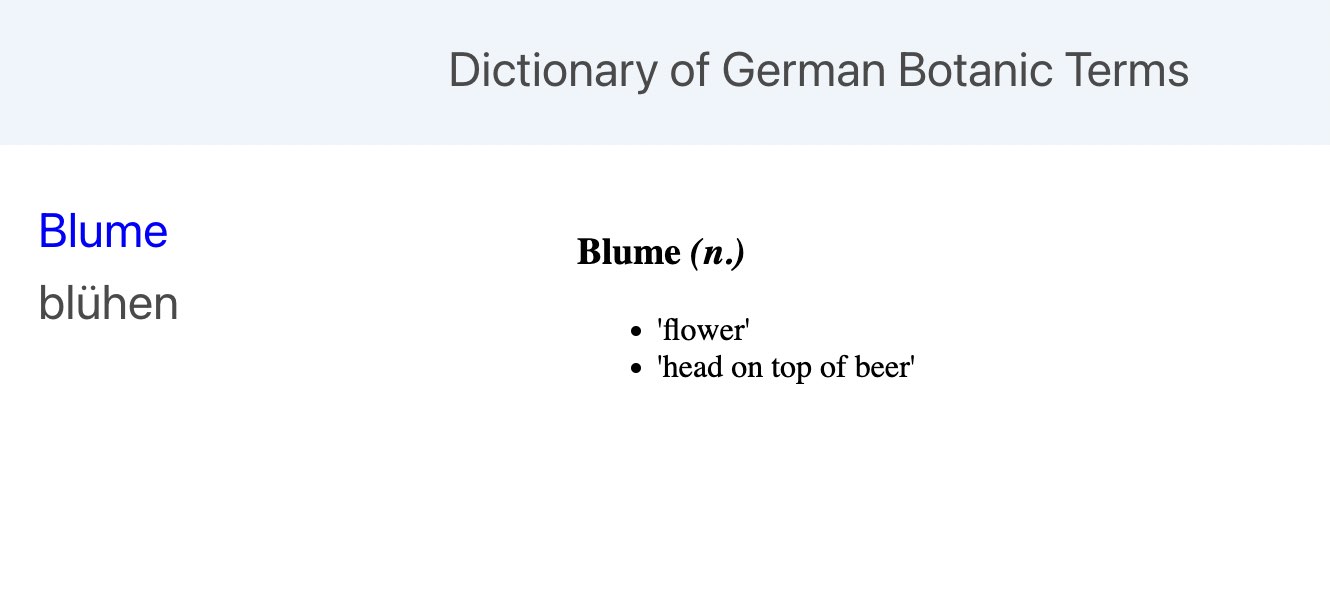 Dictionary of German Botanic Terms
Blume
blühen
Blume (n.)
• 'flower'
• 'head on top of beer'